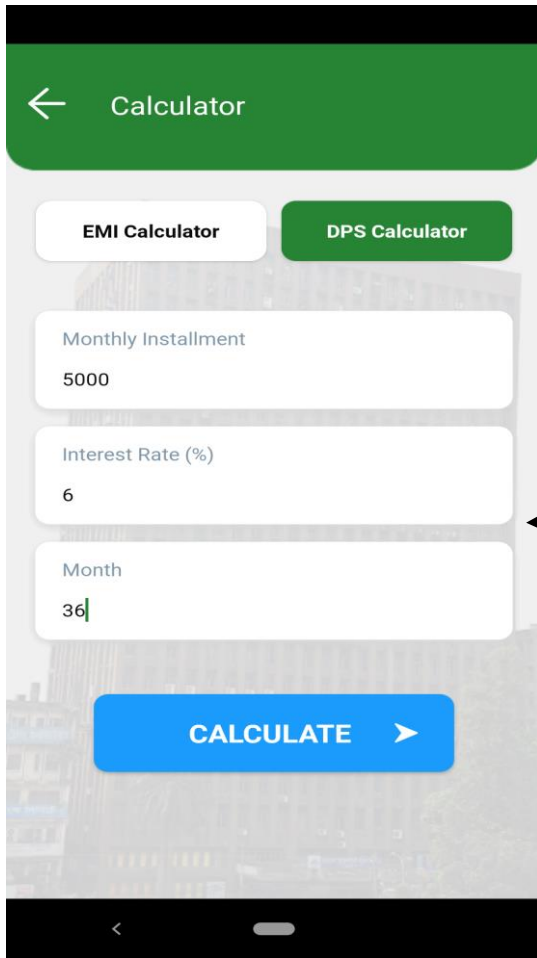 Calculator
EMI Calculator
DPS Calculator
Monthly Installment
5000
Interest Rate (%)
6
Month
36
CALCULATE